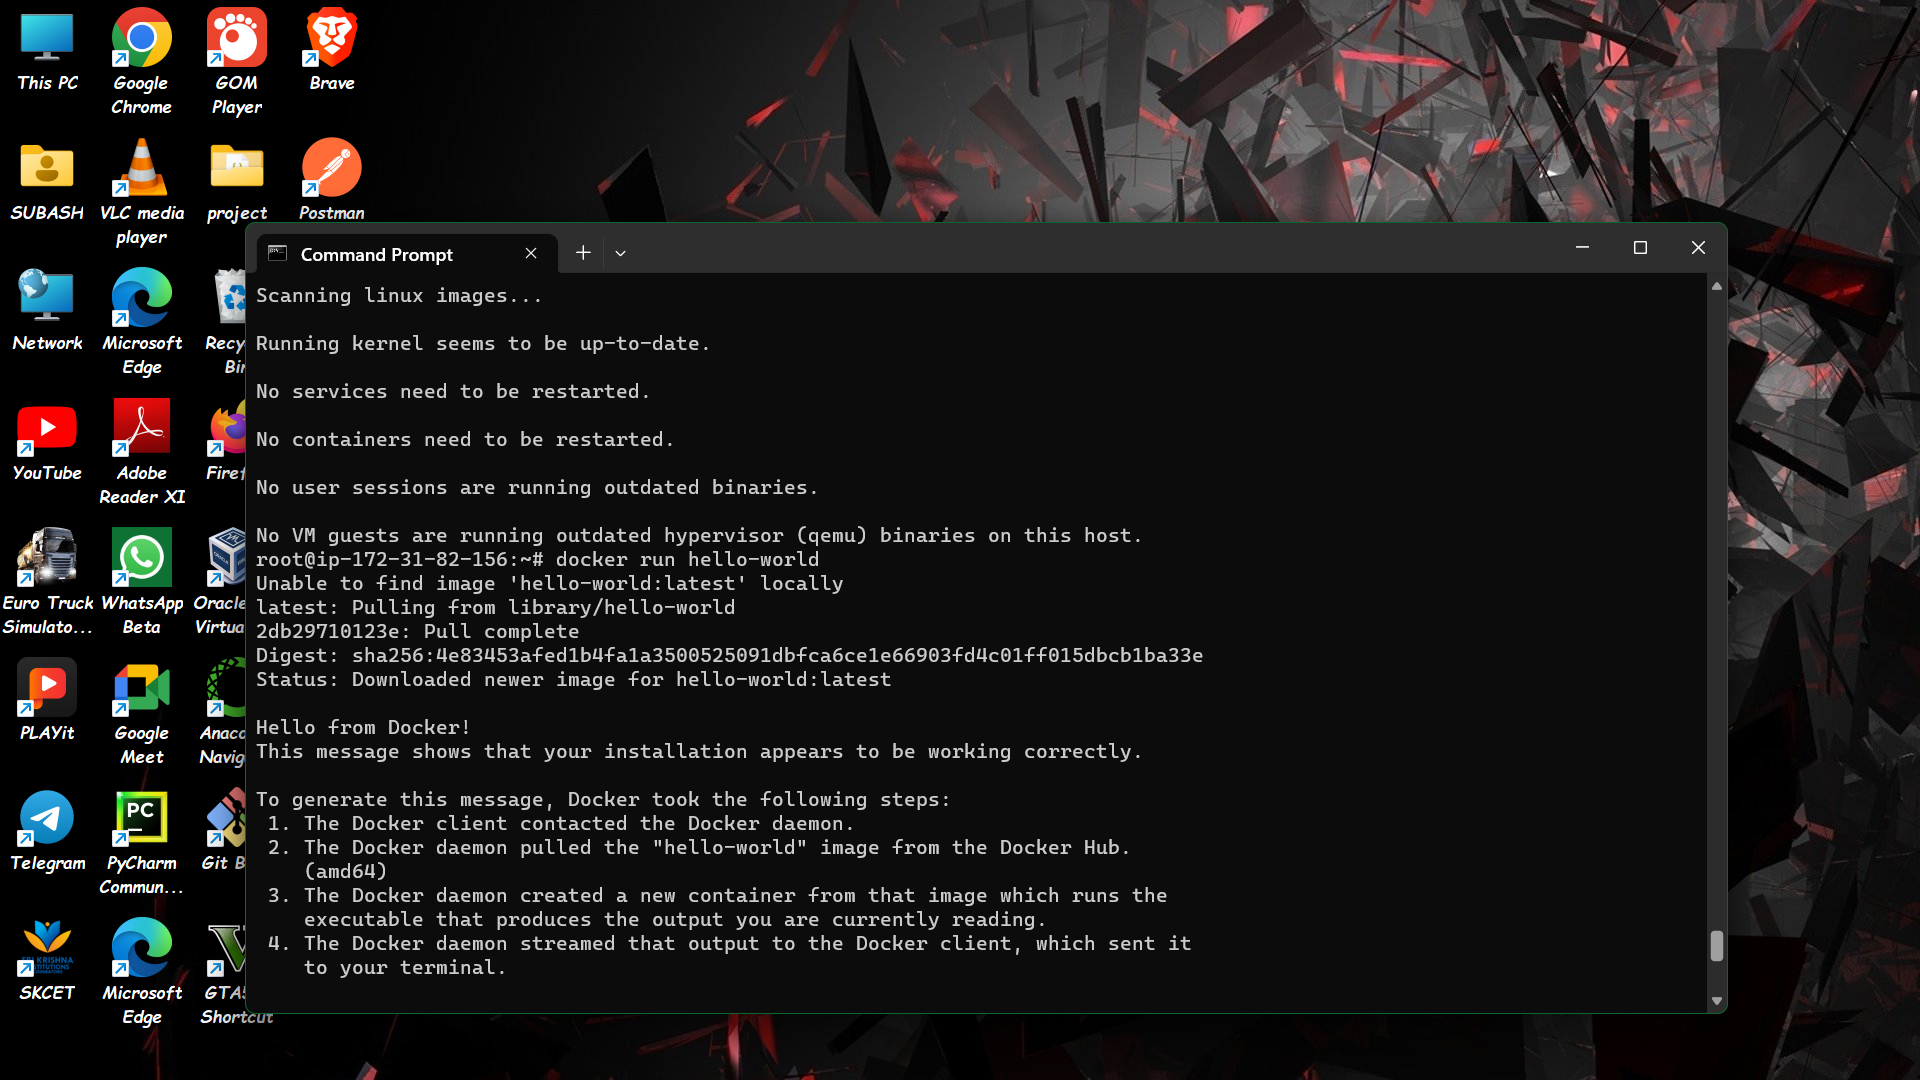 This PC
Google
Chrome
GOM
Player
Brave
SUBASH
VLC media
player
project
Postman
Network
Microsoft
Edge
Recy
Bin
YouTube
Adobe
Reader XI
Firef
Euro Truck
Simulato...
WhatsApp
Beta
Oracle
Virtua
PLAYit
Google
Meet
Anaco
Navig
Telegram
PC
PyCharm
Commun...
Git B
SKCET
Microsoft
Edge
GTA5
Shortcut
Command Prompt
Scanning linux images...
Running kernel seems to be up-to-date.
No services need to be restarted.
No containers need to be restarted.
No user sessions are running outdated binaries.
No VM guests are running outdated hypervisor (qemu) binaries on this host.
root@ip-172-31-82-156:~# docker run hello-world
Unable to find image 'hello-world:latest' locally
latest: Pulling from library/hello-world
2db29710123e: Pull complete
Digest: sha256:4e83453afed1b4fa1a3500525091dbfca6ce1e66903fd4c01ff015dbcb1ba33e
Status: Downloaded newer image for hello-world:latest
Hello from Docker!
This message shows that your installation appears to be working correctly.
To generate this message, Docker took the following steps:
1. The Docker client contacted the Docker daemon.
2. The Docker daemon pulled the "hello-world" image from the Docker Hub.
(amd64)
3. The Docker daemon created a new container from that image which runs the
executable that produces the output you are currently reading.
4. The Docker daemon streamed that output to the Docker client, which sent it
to your terminal.